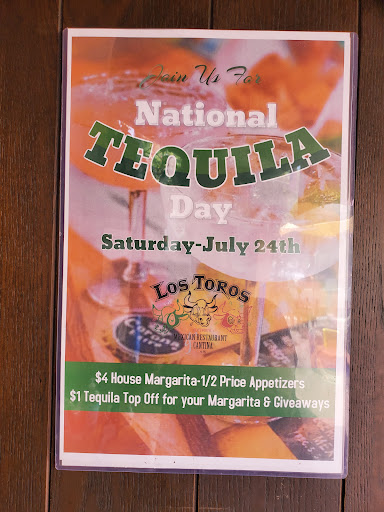 Join Us For
National
TEQUILA
Day
Saturday-July 24th
LOS TOROS
MEXICAN RESTAURANT
CANTINA
$4 House Margarita-1/2 Price Appetizers
$1 Tequila Top Off for your Margarita & Giveaways